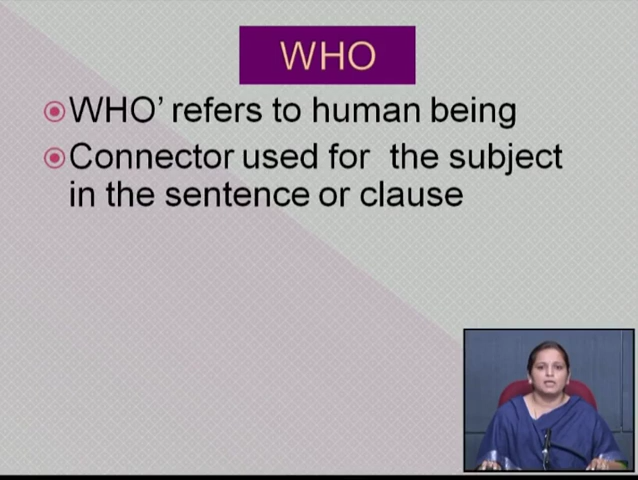 WHO
WHO’ refers to human being
Connector used for the subject
in the sentence or clause